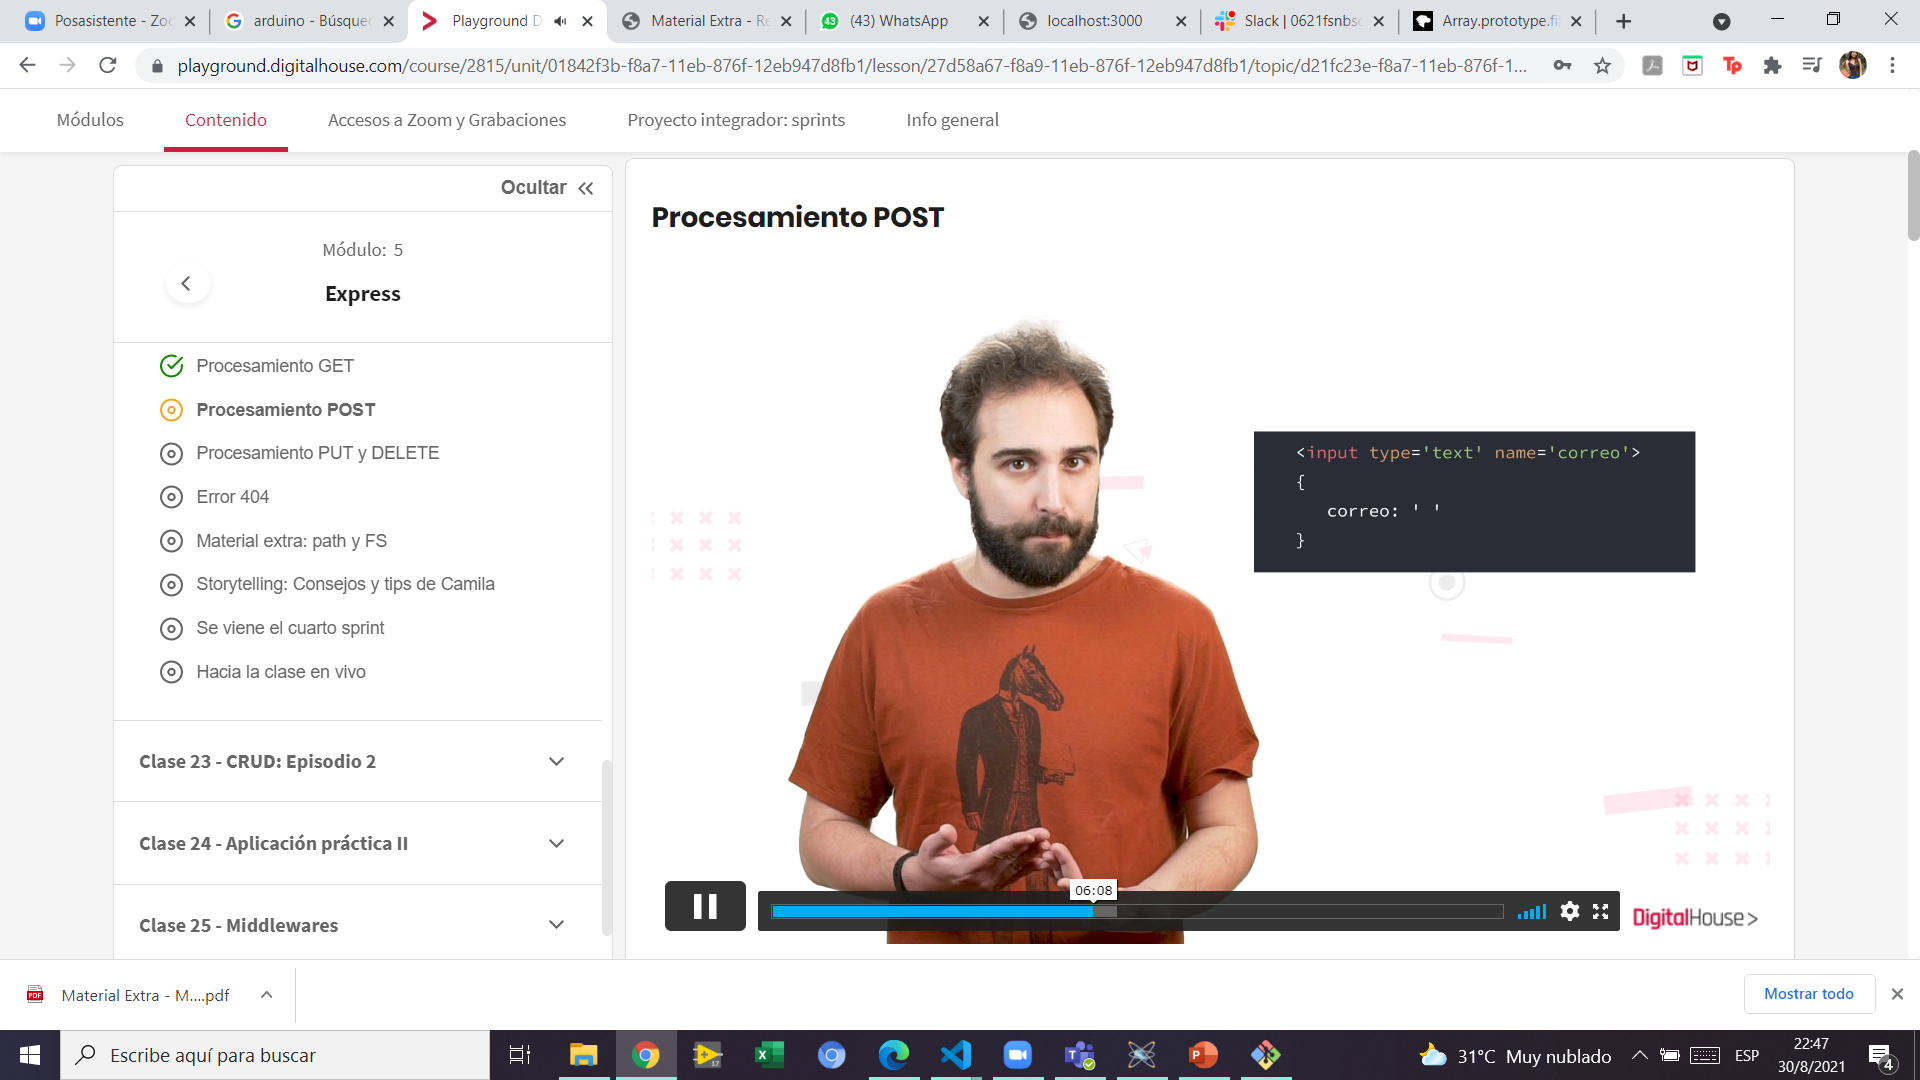 Posasistente - Zoo
arduino - Búsqued
Playground D
Material Extra - Re
(43) WhatsApp
localhost:3000
Slack | 0621fsnbsc
Array.prototype.fil
playground.digitalhouse.com/course/2815/unit/01842f3b-f8a7-11eb-876f-12eb947d8fb1/lesson/27d58a67-f8a9-11eb-876f-12eb947d8fb1/topic/d21fc23e-f8a7-11eb-876f-1...
Módulos
Contenido
Accesos a Zoom y Grabaciones
Proyecto integrador: sprints
Info general
Ocultar
Módulo: 5
Express
Procesamiento GET
Procesamiento POST
Procesamiento PUT y DELETE
Error 404
Material extra: path y FS
Storytelling: Consejos y tips de Camila
Se viene el cuarto sprint
Hacia la clase en vivo
Clase 23 - CRUD: Episodio 2
Clase 24 - Aplicación práctica II
Clase 25 - Middlewares
Procesamiento POST
<input type='text' name='correo'>
{
correo: ' '
}
06:08
DigitalHouse>
PDF
Material Extra - M....pdf
Mostrar todo
Escribe aquí para buscar
31°C Muy nublado
ESP
22:47
30/8/2021
4